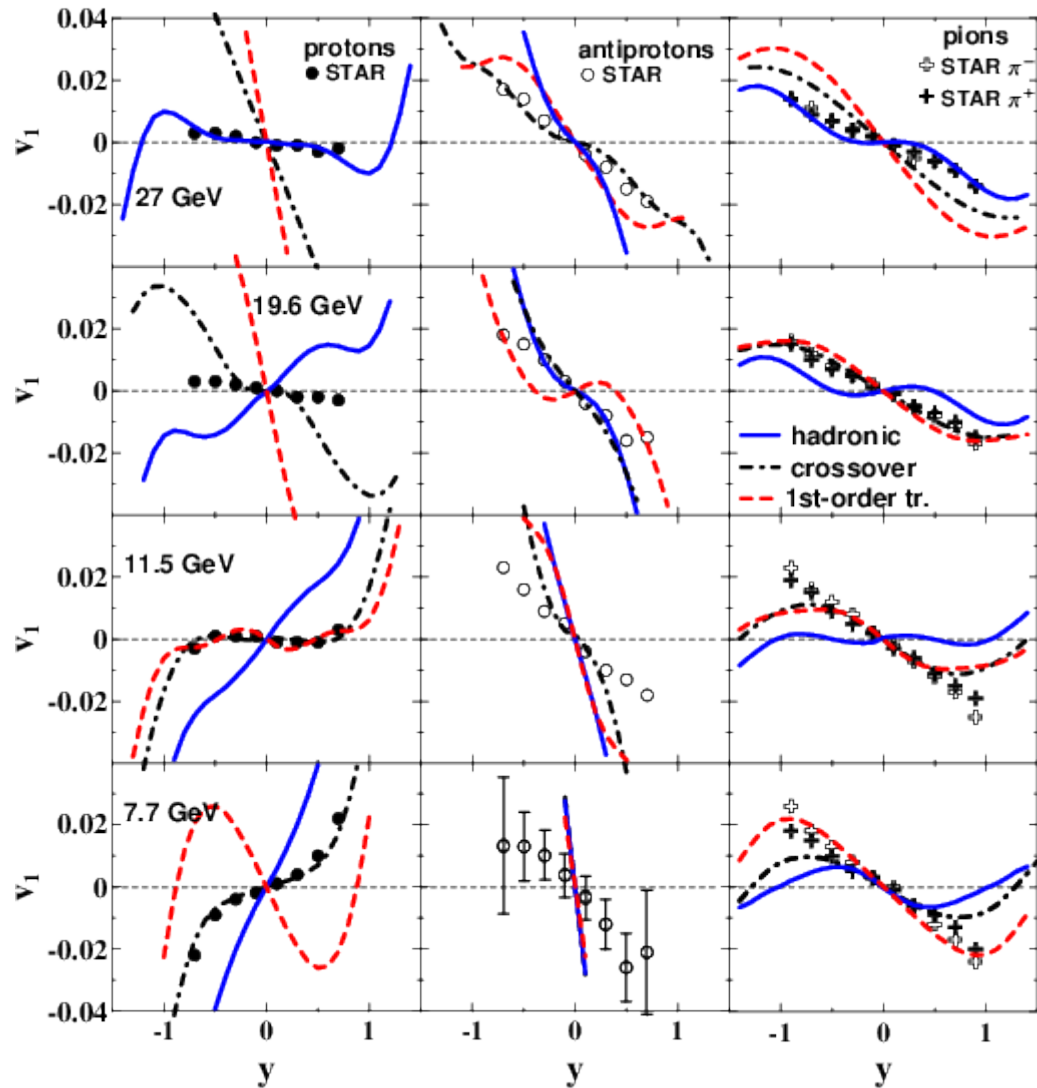 0.04
protons
● STAR
antiprotons
○ STAR
pions
STAR π⁻
STAR π⁺
0.02
v₁
0
-0.02
27 GeV
19.6 GeV
0.02
v₁
0
-0.02
hadronic
crossover
1st-order tr.
11.5 GeV
0.02
v₁
0
-0.02
7.7 GeV
0.02
v₁
0
-0.02
-0.04
-1 0 1 -1 0 1 -1 0 1
y y y